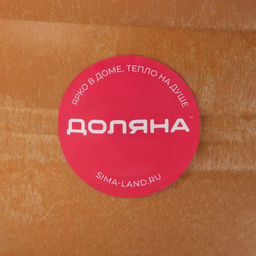 ЯРКО В ДОМЕ, ТЕПЛО НА ДУШЕ
ДОЛЯНА
SIMA-LAND.RU